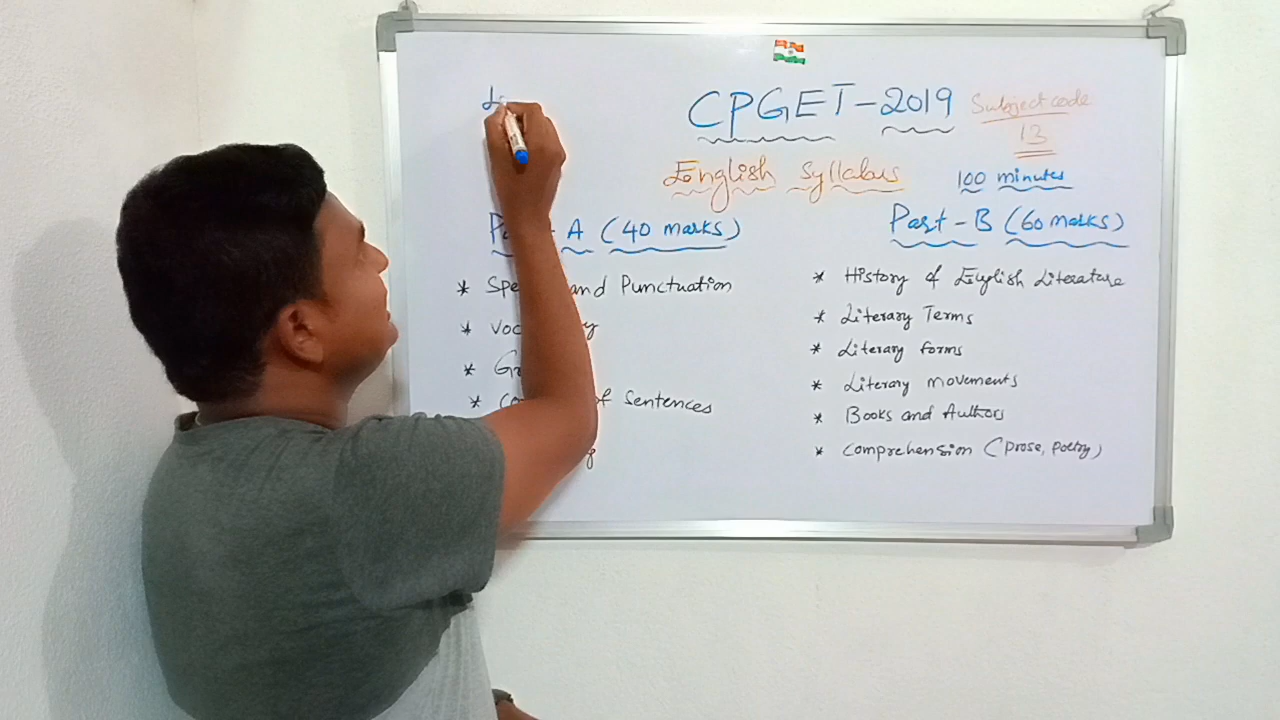 CPGET-2019
Subject code
13
English Syllabus
100 minutes
A (40 marks)
* and Punctuation
*
*
* of Sentences
Part-B (60 marks)
* History of English Literature
* Literary Terms
* Literary forms
* Literary movements
* Books and Authors
* Comprehension (Prose, Poetry)